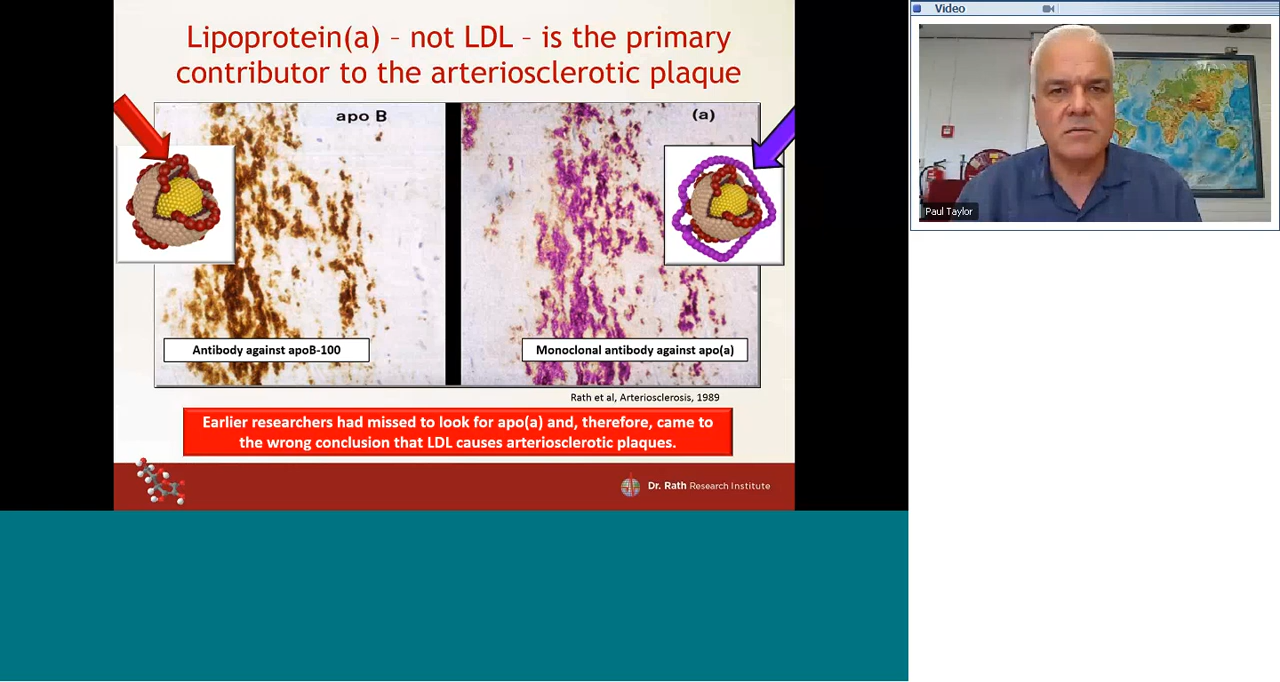 Lipoprotein(a) – not LDL – is the primary
contributor to the arteriosclerotic plaque
apo B
(a)
Antibody against apoB-100
Monoclonal antibody against apo(a)
Rath et al, Arteriosclerosis, 1989
Earlier researchers had missed to look for apo(a) and, therefore, came to
the wrong conclusion that LDL causes arteriosclerotic plaques.
Dr. Rath Research Institute
Video
Paul Taylor